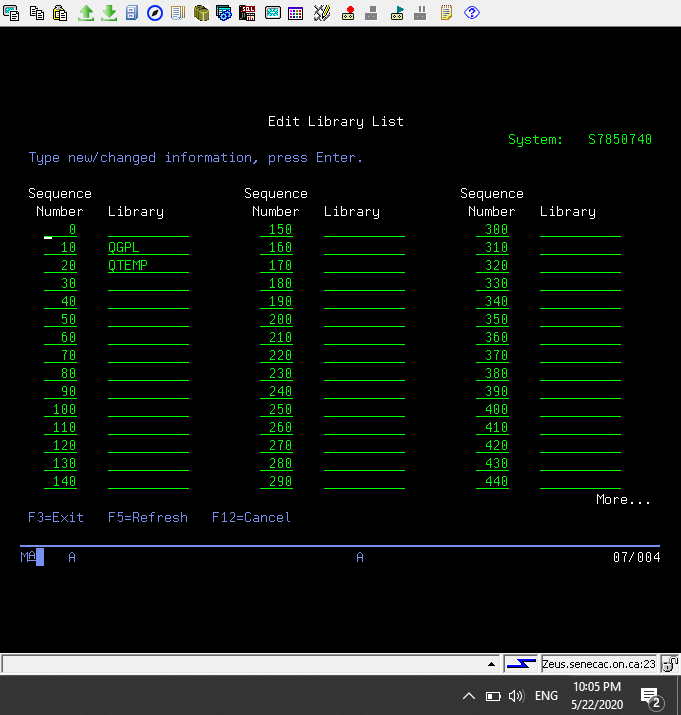 Edit Library List
System: S7850740
Type new/changed information, press Enter.
Sequence Sequence Sequence
Number Library Number Library Number Library
0 150 300
10 QGPL 160 310
20 QTEMP 170 320
30 180 330
40 190 340
50 200 350
60 210 360
70 220 370
80 230 380
90 240 390
100 250 400
110 260 410
120 270 420
130 280 430
140 290 440
More...
F3=Exit F5=Refresh F12=Cancel
MA A A 07/004
Zeus.senecac.on.ca:23
ENG 10:05 PM
5/22/2020 2